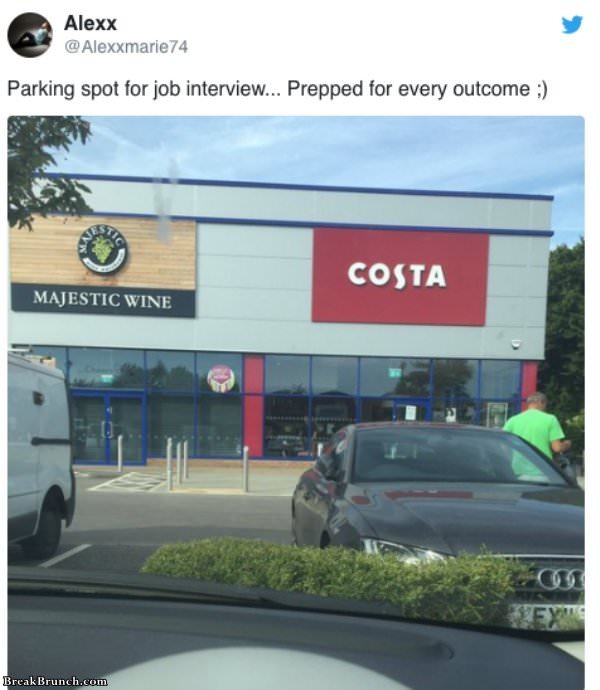 Alexx
@Alexxmarie74
Parking spot for job interview... Prepped for every outcome ;)
MAJESTIC
MAJESTIC WINE
COSTA
BreakBrunch.com